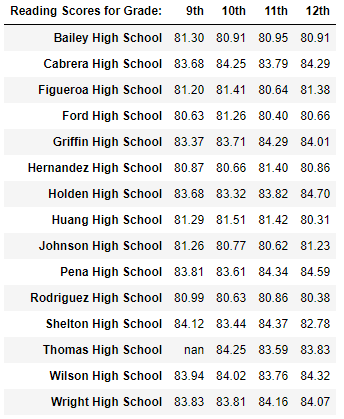 Reading Scores for Grade: 9th 10th 11th 12th
Bailey High School 81.30 80.91 80.95 80.91
Cabrera High School 83.68 84.25 83.79 84.29
Figueroa High School 81.20 81.41 80.64 81.38
Ford High School 80.63 81.26 80.40 80.66
Griffin High School 83.37 83.71 84.29 84.01
Hernandez High School 80.87 80.66 81.40 80.86
Holden High School 83.68 83.32 83.82 84.70
Huang High School 81.29 81.51 81.42 80.31
Johnson High School 81.26 80.77 80.62 81.23
Pena High School 83.81 83.61 84.34 84.59
Rodriguez High School 80.99 80.63 80.86 80.38
Shelton High School 84.12 83.44 84.37 82.78
Thomas High School nan 84.25 83.59 83.83
Wilson High School 83.94 84.02 83.76 84.32
Wright High School 83.83 83.81 84.16 84.07